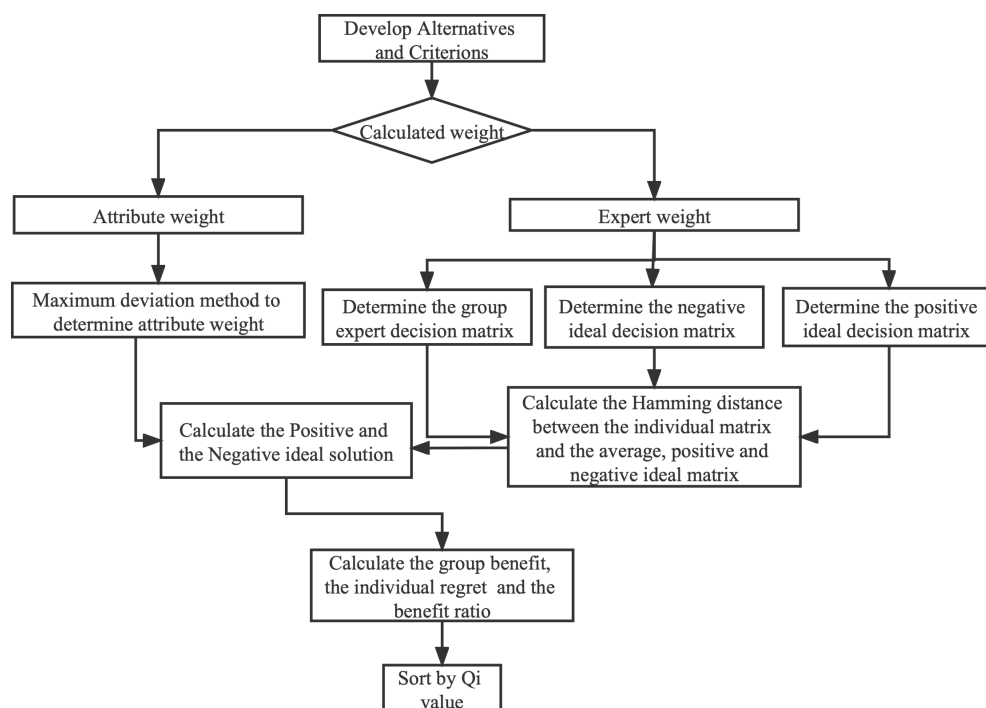 Develop Alternatives
and Criterions
Calculated weight
Attribute weight
Expert weight
Maximum deviation method to
determine attribute weight
Determine the group
expert decision matrix
Determine the negative
ideal decision matrix
Determine the positive
ideal decision matrix
Calculate the Positive and
the Negative ideal solution
Calculate the Hamming distance
between the individual matrix
and the average, positive and
negative ideal matrix
Calculate the group benefit,
the individual regret and the
benefit ratio
Sort by Qi
value